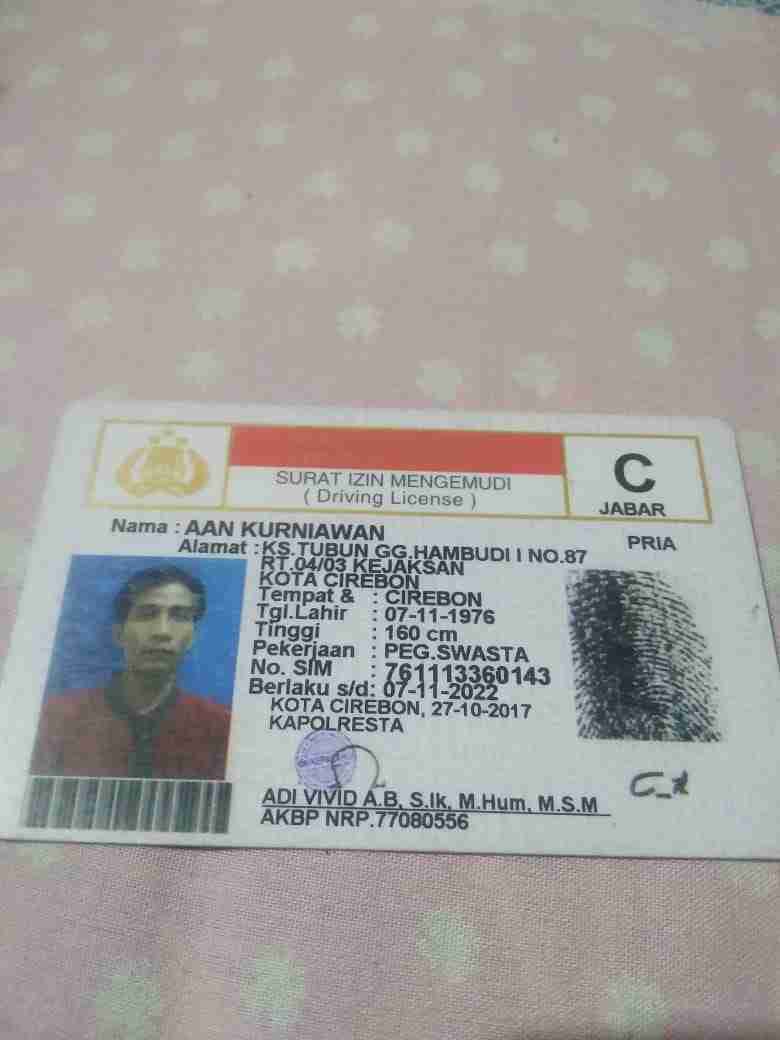 SURAT IZIN MENGEMUDI
( Driving License )
C
JABAR
Nama : AAN KURNIAWAN
PRIA
Alamat : KS.TUBUN GG.HAMBUDI I NO.87
RT.04/03 KEJAKSAN
KOTA CIREBON
Tempat & : CIREBON
Tgl.Lahir : 07-11-1976
Tinggi : 160 cm
Pekerjaan : PEG.SWASTA
No. SIM : 761113360143
Berlaku s/d: 07-11-2022
KOTA CIREBON, 27-10-2017
KAPOLRESTA
ADI VIVID A.B, S.Ik, M.Hum, M.S.M
AKBP NRP.77080556